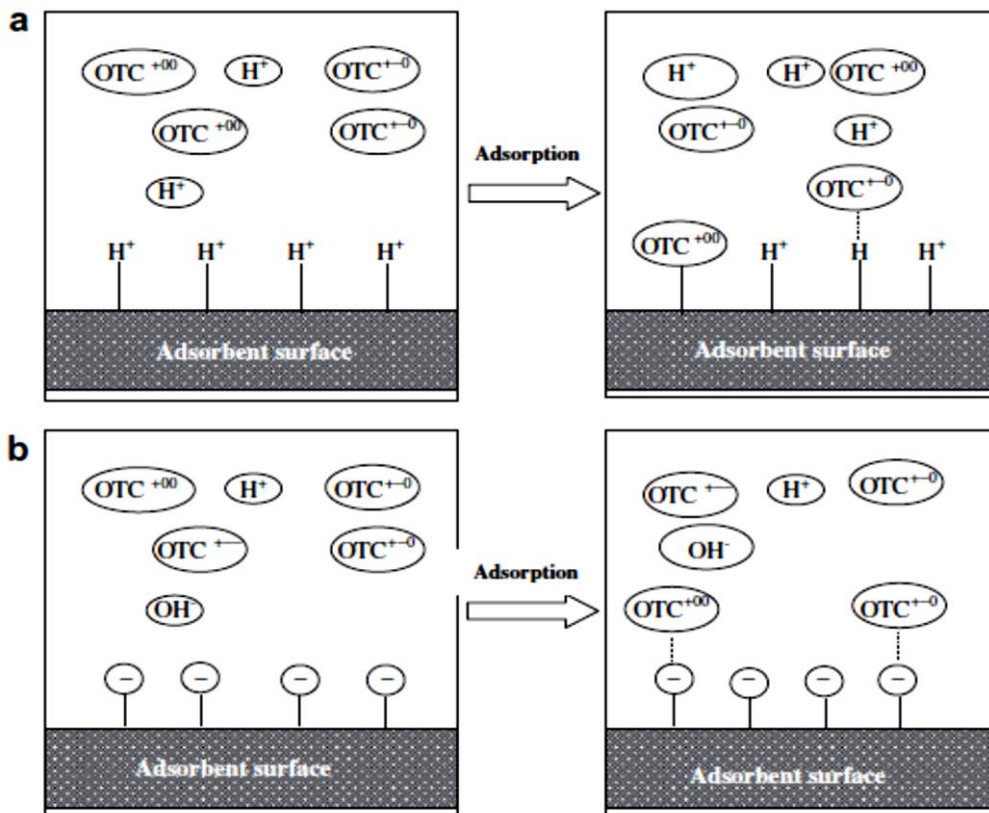 a
OTC +00 H+ OTC+−0
OTC +00 OTC+−0
H+
H+ H+ H+ H+
Adsorbent surface
Adsorption
H+ H+ OTC +00
OTC+−0 H+
OTC+−0
OTC+00 H+ H H+
Adsorbent surface
b
OTC +00 H+ OTC+−0
OTC +−− OTC+−0
OH-
− − − −
Adsorbent surface
Adsorption
OTC +−− H+ OTC+−0
OH-
OTC+00 OTC+−0
− − − −
Adsorbent surface